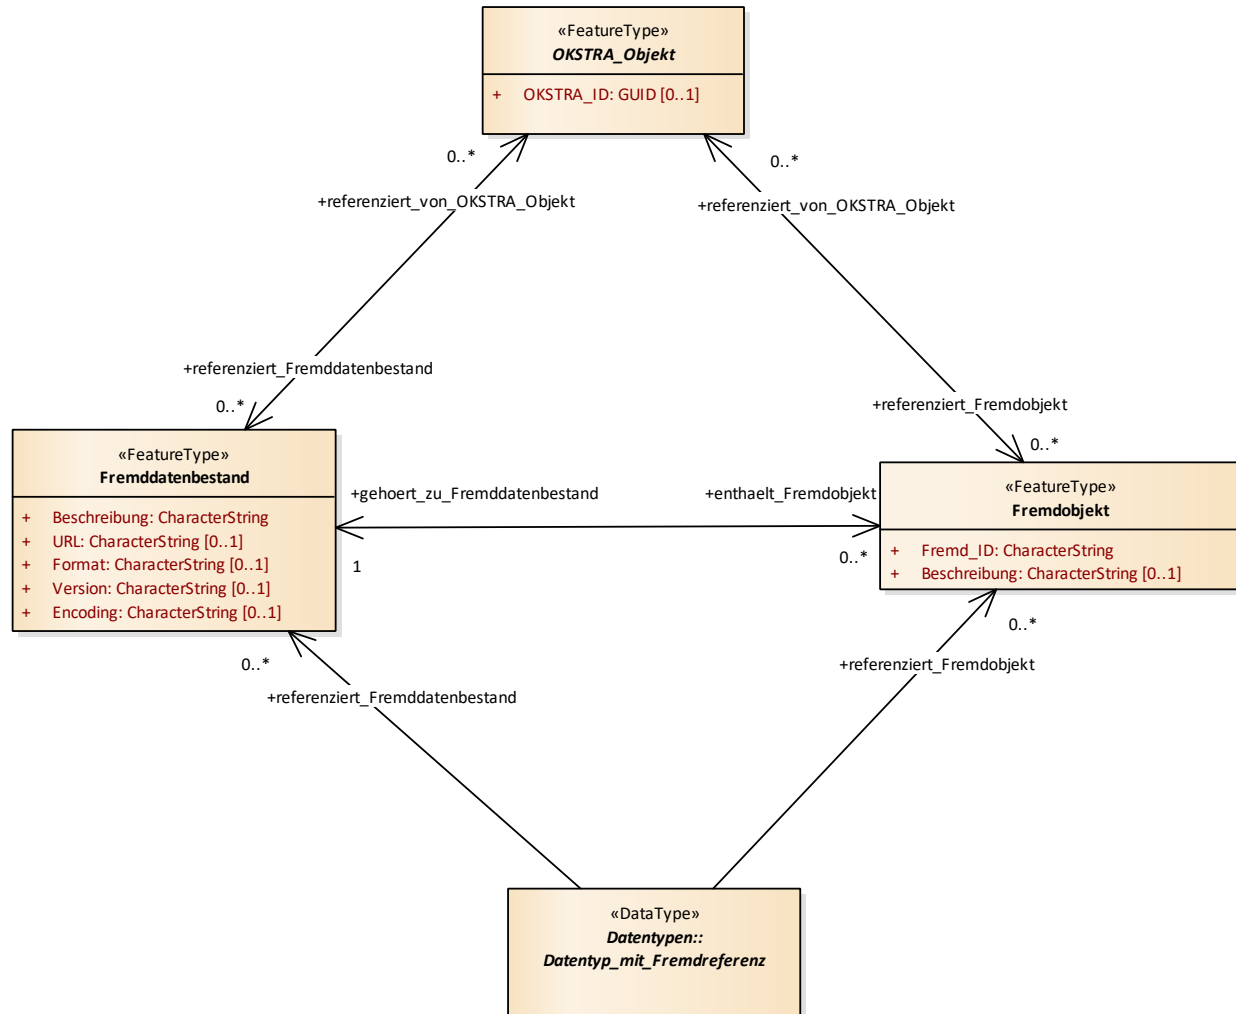 «FeatureType»
OKSTRA_Objekt
+ OKSTRA_ID: GUID [0..1]
0..*
0..*
+referenziert_von_OKSTRA_Objekt
+referenziert_von_OKSTRA_Objekt
+referenziert_Fremddatenbestand
0..*
+referenziert_Fremdobjekt
0..*
«FeatureType»
Fremddatenbestand
+ Beschreibung: CharacterString
+ URL: CharacterString [0..1]
+ Format: CharacterString [0..1]
+ Version: CharacterString [0..1]
+ Encoding: CharacterString [0..1]
+gehoert_zu_Fremddatenbestand
1
+enthaelt_Fremdobjekt
0..*
«FeatureType»
Fremdobjekt
+ Fremd_ID: CharacterString
+ Beschreibung: CharacterString [0..1]
0..*
+referenziert_Fremddatenbestand
0..*
+referenziert_Fremdobjekt
«DataType»
Datentypen::
Datentyp_mit_Fremdreferenz